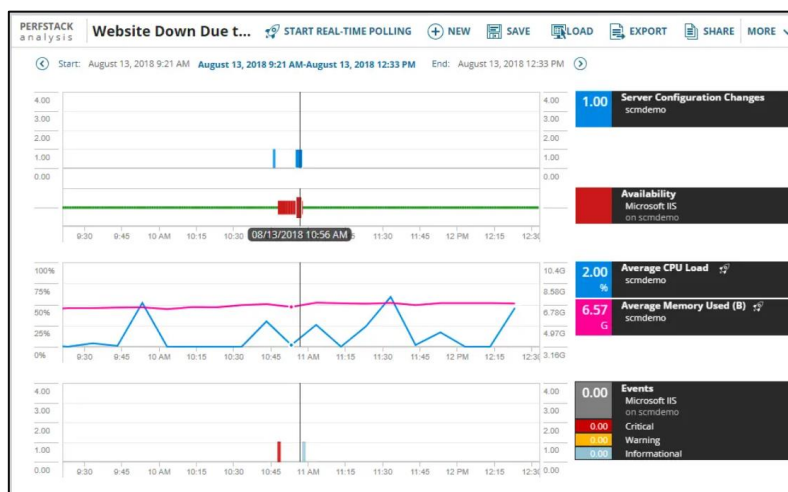 PERFSTACK
analysis
Website Down Due t...
START REAL-TIME POLLING
NEW
SAVE
LOAD
EXPORT
SHARE
MORE
Start: August 13, 2018 9:21 AM August 13, 2018 9:21 AM-August 13, 2018 12:33 PM End: August 13, 2018 12:33 PM
4.00 4.00
3.00 3.00
2.00 2.00
1.00 1.00
0.00 0.00
1.00 Server Configuration Changes
scmdemo
Availability
Microsoft IIS
on scmdemo
9:30 9:45 10 AM 10:15 10:30 11:30 11:45 12 PM 12:15 12:30
08/13/2018 10:56 AM
100% 10.4G
75% 8.58G
50% 6.78G
25% 4.97G
0% 3.16G
9:30 9:45 10 AM 10:15 10:30 10:45 11 AM 11:15 11:30 11:45 12 PM 12:15 12:30
2.00 % Average CPU Load
scmdemo
6.57 G Average Memory Used (B)
scmdemo
4.00 4.00
3.00 3.00
2.00 2.00
1.00 1.00
0.00 0.00
9:30 9:45 10 AM 10:15 10:30 10:45 11 AM 11:15 11:30 11:45 12 PM 12:15 12:30
0.00 Events
Microsoft IIS
on scmdemo
0.00 Critical
0.00 Warning
0.00 Informational